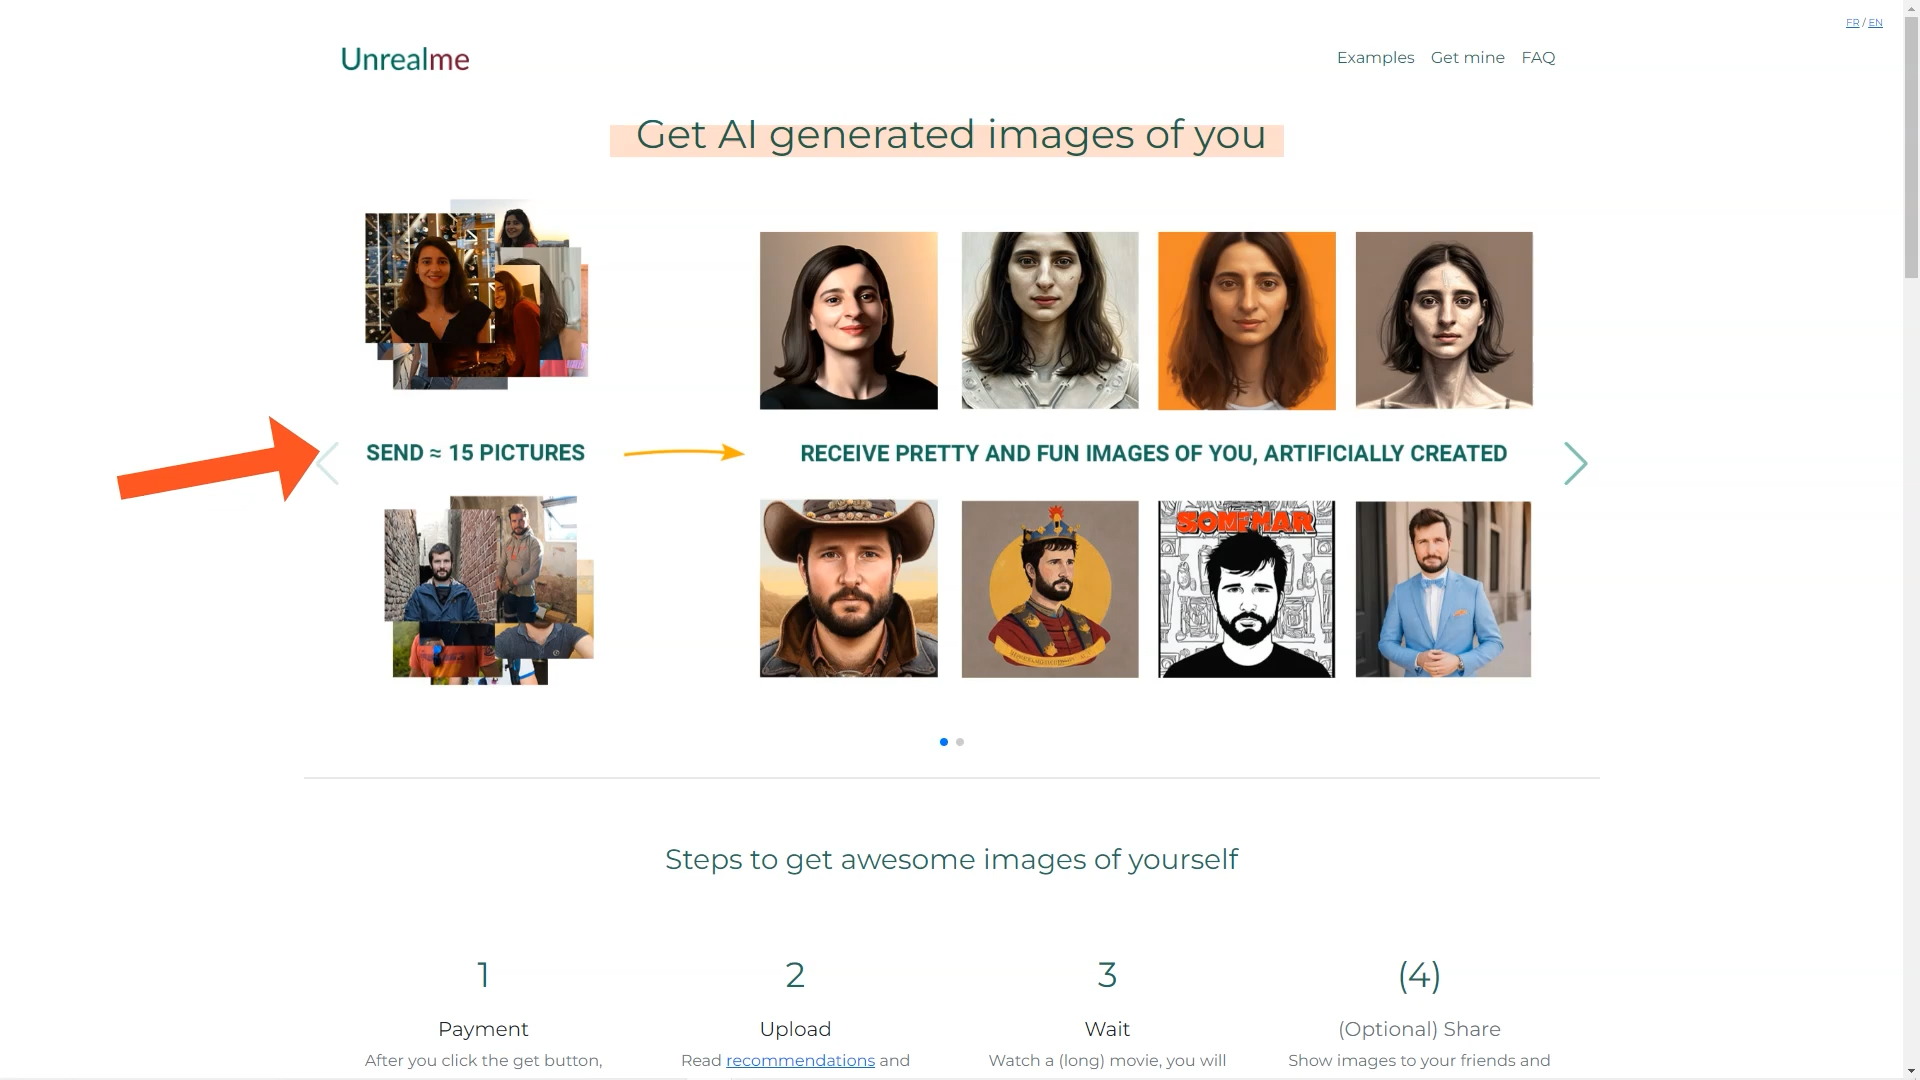 FR / EN
Unrealme
Examples Get mine FAQ
Get AI generated images of you
SEND ≈ 15 PICTURES
RECEIVE PRETTY AND FUN IMAGES OF YOU, ARTIFICIALLY CREATED
SOMEMAR
Steps to get awesome images of yourself
1
Payment
After you click the get button,
2
Upload
Read recommendations and
3
Wait
Watch a (long) movie, you will
(4)
(Optional) Share
Show images to your friends and